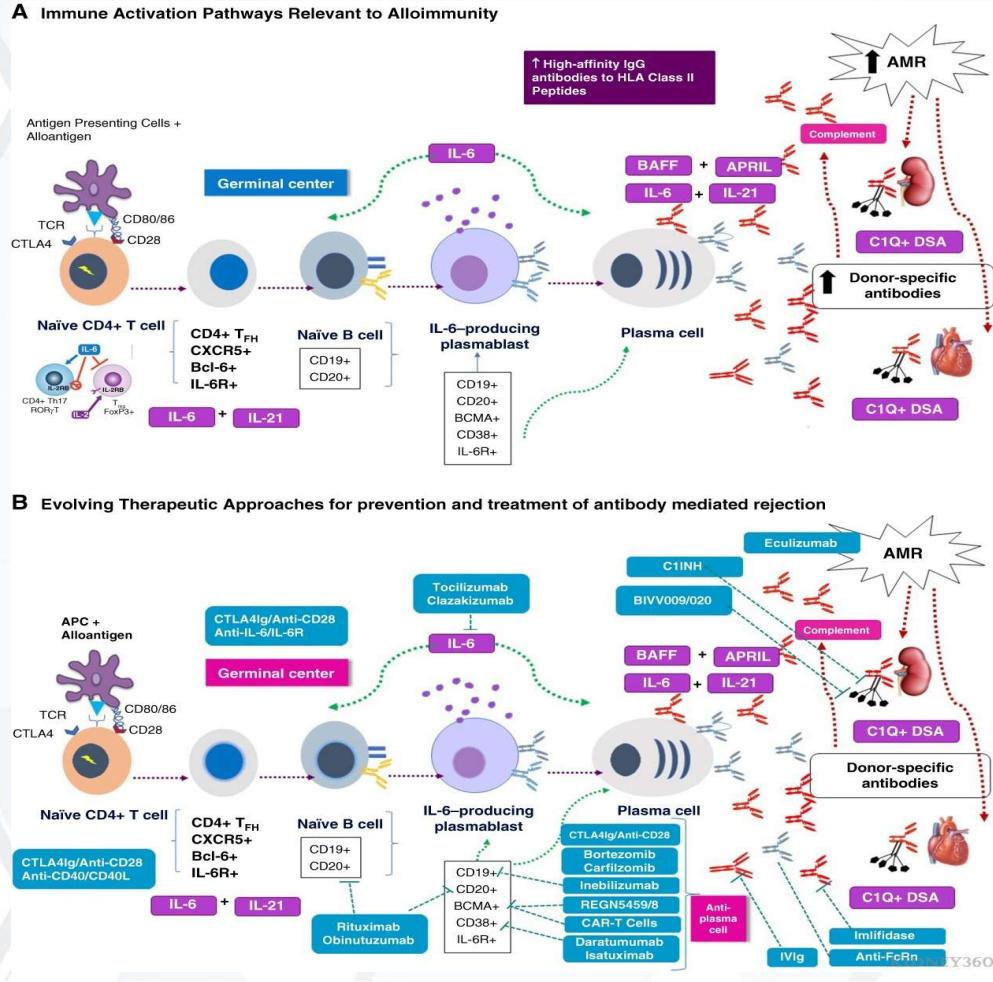 A Immune Activation Pathways Relevant to Alloimmunity
↑ High-affinity IgG
antibodies to HLA Class II
Peptides
AMR
Antigen Presenting Cells +
Alloantigen
IL-6
Complement
Germinal center
BAFF + APRIL
IL-6 + IL-21
TCR
CD80/86
CTLA4
CD28
C1Q+ DSA
Donor-specific
antibodies
Naïve CD4+ T cell
CD4+ TFH
CXCR5+
Bcl-6+
IL-6R+
Naïve B cell
CD19+
CD20+
IL-6–producing
plasmablast
Plasma cell
IL-6
IL-2RB
IL-2RB
CD4+ Th17
RORγT
IL-2
Treg
FoxP3+
IL-6 + IL-21
CD19+
CD20+
BCMA+
CD38+
IL-6R+
C1Q+ DSA
B Evolving Therapeutic Approaches for prevention and treatment of antibody mediated rejection
Eculizumab
AMR
C1INH
BIVV009/020
Tocilizumab
Clazakizumab
CTLA4Ig/Anti-CD28
Anti-IL-6/IL-6R
APC +
Alloantigen
IL-6
Complement
Germinal center
BAFF + APRIL
IL-6 + IL-21
TCR
CD80/86
CTLA4
CD28
C1Q+ DSA
Donor-specific
antibodies
Naïve CD4+ T cell
CD4+ TFH
CXCR5+
Bcl-6+
IL-6R+
Naïve B cell
CD19+
CD20+
IL-6–producing
plasmablast
Plasma cell
CTLA4Ig/Anti-CD28
Anti-CD40/CD40L
IL-6 + IL-21
Rituximab
Obinutuzumab
CD19+
CD20+
BCMA+
CD38+
IL-6R+
CTLA4Ig/Anti-CD28
Bortezomib
Carfilzomib
Inebilizumab
REGN5459/8
CAR-T Cells
Daratumumab
Isatuximab
Anti-
plasma
cell
C1Q+ DSA
Imlifidase
IVIg
Anti-FcRn
KIDNEY360